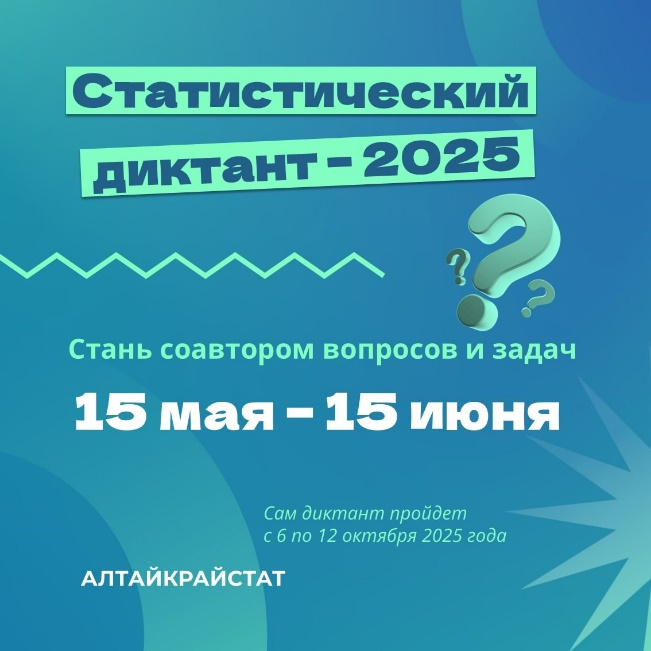 Статистический
диктант – 2025
Стань соавтором вопросов и задач
15 мая – 15 июня
Сам диктант пройдет
с 6 по 12 октября 2025 года
АЛТАЙКРАЙСТАТ